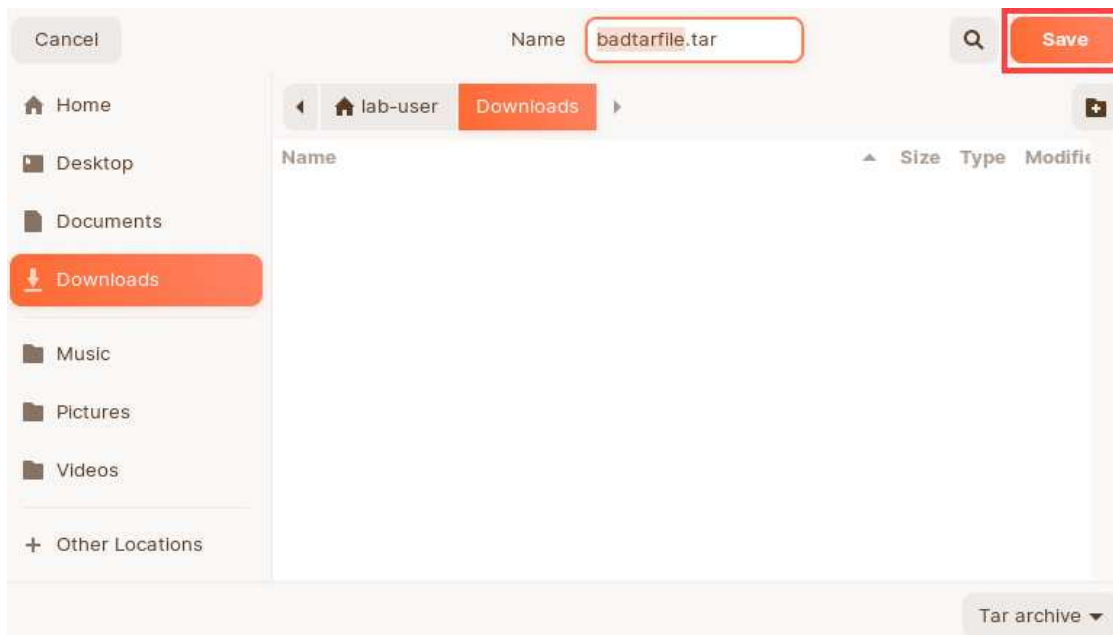 Cancel Name badtarfile.tar Save
Home
lab-user Downloads
Desktop
Name Size Type Modifie
Documents
Downloads
Music
Pictures
Videos
Other Locations
Tar archive